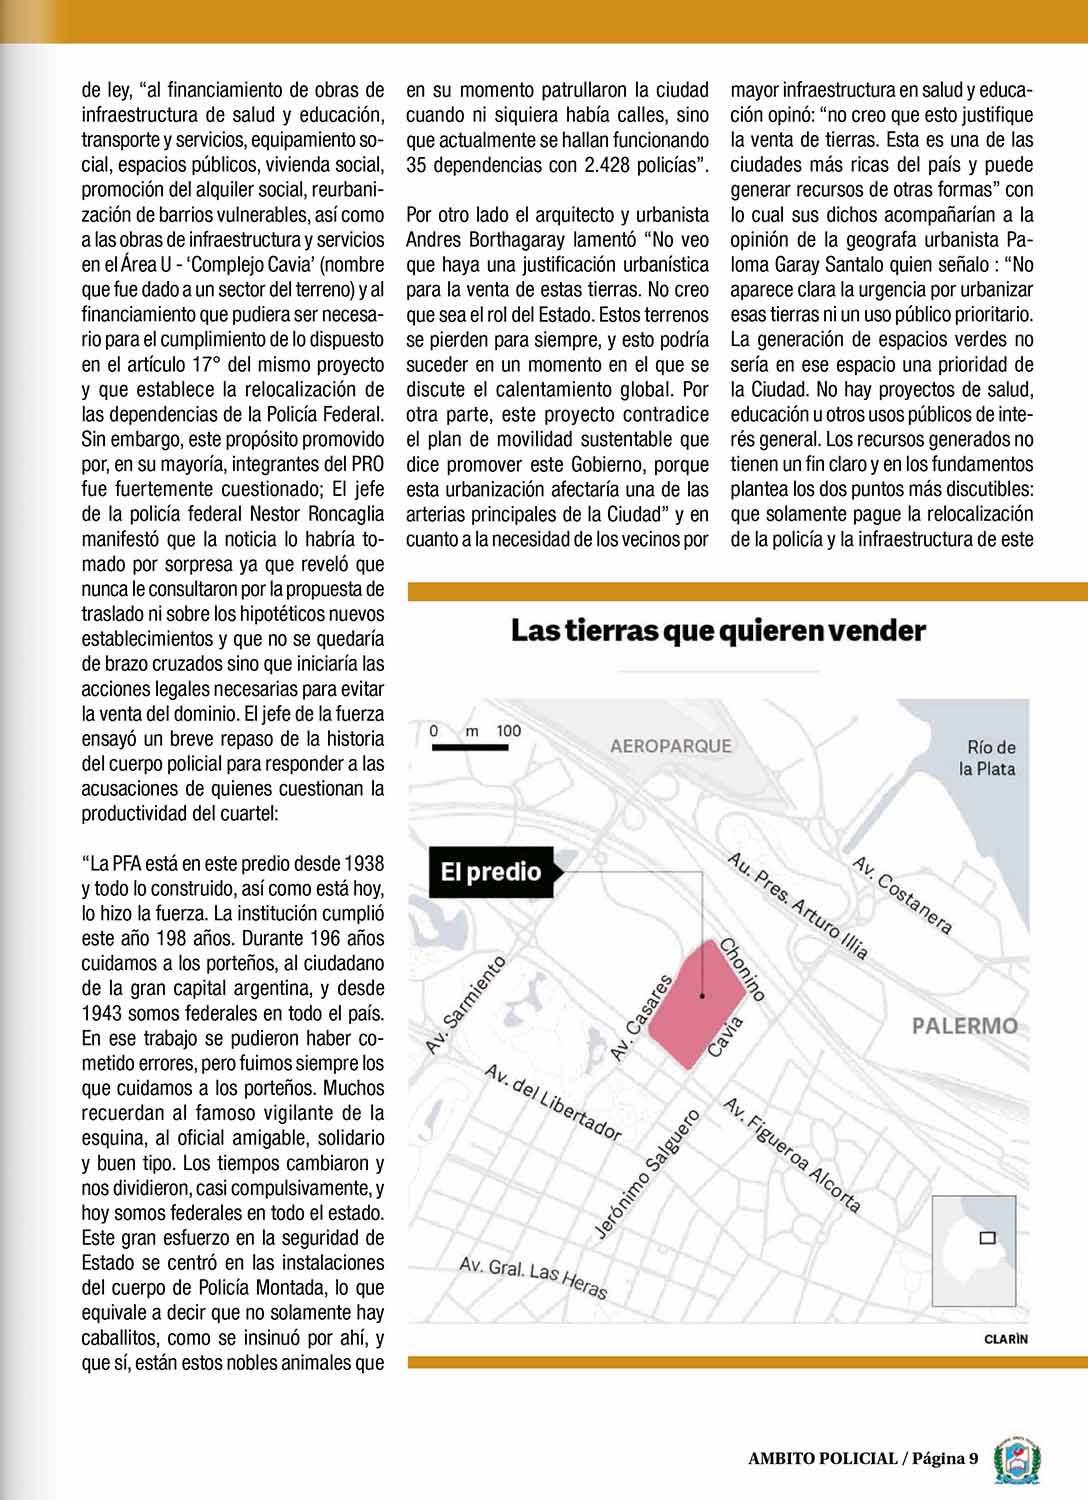 de ley, “al financiamiento de obras de
infraestructura de salud y educación,
transporte y servicios, equipamiento so-
cial, espacios públicos, vivienda social,
promoción del alquiler social, reurbani-
zación de barrios vulnerables, así como
a las obras de infraestructura y servicios
en el Área U - ‘Complejo Cavia’ (nombre
que fue dado a un sector del terreno) y al
financiamiento que pudiera ser necesa-
rio para el cumplimiento de lo dispuesto
en el artículo 17° del mismo proyecto
y que establece la relocalización de
las dependencias de la Policía Federal.
Sin embargo, este propósito promovido
por, en su mayoría, integrantes del PRO
fue fuertemente cuestionado; El jefe
de la policía federal Nestor Roncaglia
manifestó que la noticia lo habría to-
mado por sorpresa ya que reveló que
nunca le consultaron por la propuesta de
traslado ni sobre los hipotéticos nuevos
establecimientos y que no se quedaría
de brazo cruzados sino que iniciaría las
acciones legales necesarias para evitar
la venta del dominio. El jefe de la fuerza
ensayó un breve repaso de la historia
del cuerpo policial para responder a las
acusaciones de quienes cuestionan la
productividad del cuartel:
“La PFA está en este predio desde 1938
y todo lo construido, así como está hoy,
lo hizo la fuerza. La institución cumplió
este año 198 años. Durante 196 años
cuidamos a los porteños, al ciudadano
de la gran capital argentina, y desde
1943 somos federales en todo el país.
En ese trabajo se pudieron haber co-
metido errores, pero fuimos siempre los
que cuidamos a los porteños. Muchos
recuerdan al famoso vigilante de la
esquina, al oficial amigable, solidario
y buen tipo. Los tiempos cambiaron y
nos dividieron, casi compulsivamente, y
hoy somos federales en todo el estado.
Este gran esfuerzo en la seguridad de
Estado se centró en las instalaciones
del cuerpo de Policía Montada, lo que
equivale a decir que no solamente hay
caballitos, como se insinuó por ahí, y
que sí, están estos nobles animales que
en su momento patrullaron la ciudad
cuando ni siquiera había calles, sino
que actualmente se hallan funcionando
35 dependencias con 2.428 policías”.
Por otro lado el arquitecto y urbanista
Andres Borthagaray lamentó “No veo
que haya una justificación urbanística
para la venta de estas tierras. No creo
que sea el rol del Estado. Estos terrenos
se pierden para siempre, y esto podría
suceder en un momento en el que se
discute el calentamiento global. Por
otra parte, este proyecto contradice
el plan de movilidad sustentable que
dice promover este Gobierno, porque
esta urbanización afectaría una de las
arterias principales de la Ciudad” y en
cuanto a la necesidad de los vecinos por
mayor infraestructura en salud y educa-
ción opinó: “no creo que esto justifique
la venta de tierras. Esta es una de las
ciudades más ricas del país y puede
generar recursos de otras formas” con
lo cual sus dichos acompañarían a la
opinión de la geografa urbanista Pa-
loma Garay Santalo quien señalo : “No
aparece clara la urgencia por urbanizar
esas tierras ni un uso público prioritario.
La generación de espacios verdes no
sería en ese espacio una prioridad de
la Ciudad. No hay proyectos de salud,
educación u otros usos públicos de inte-
rés general. Los recursos generados no
tienen un fin claro y en los fundamentos
plantea los dos puntos más discutibles:
que solamente pague la relocalización
de la policía y la infraestructura de este
Las tierras que quieren vender
0 m 100
AEROPARQUE
Río de
la Plata
El predio
Au. Pres. Arturo Illia
Av. Costanera
Chonino
Av. Sarmiento
Av. Casares
Cavia
PALERMO
Av. del Libertador
Jerónimo Salguero
Av. Figueroa Alcorta
Av. Gral. Las Heras
CLARÌN
AMBITO POLICIAL / Página 9